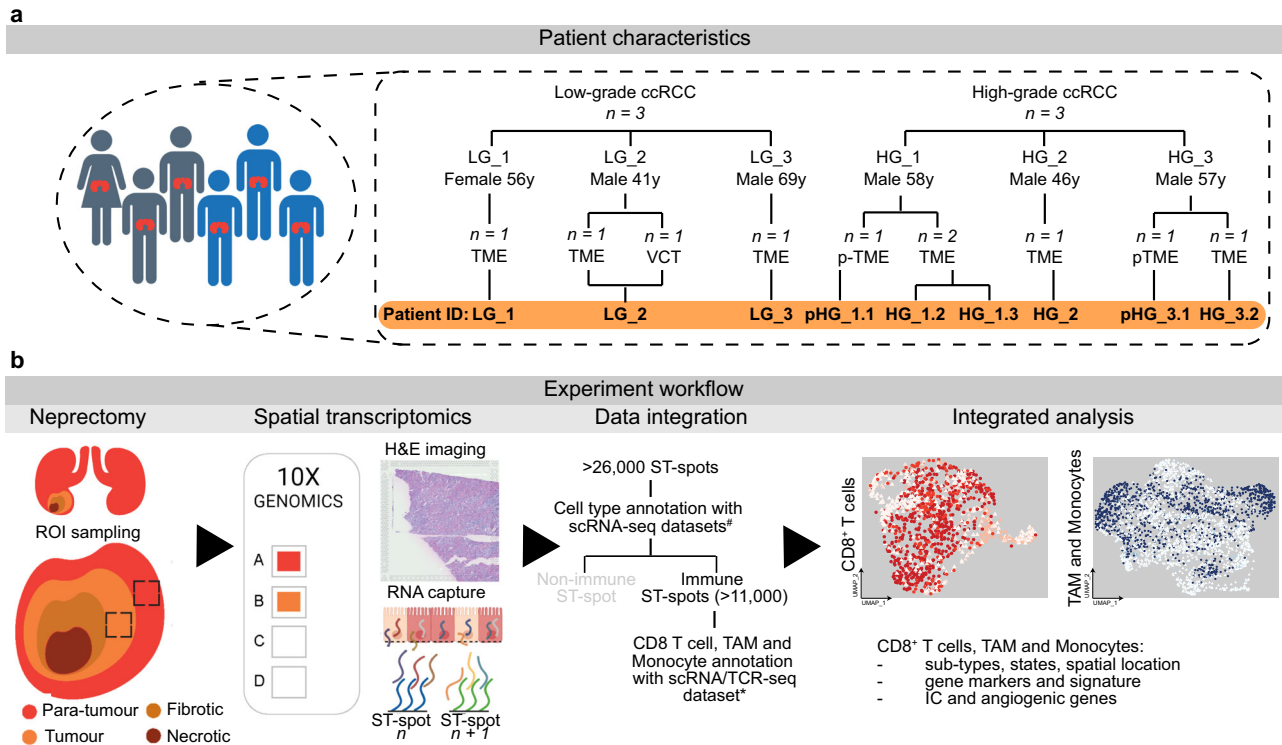 a
Patient characteristics
Low-grade ccRCC
n = 3
High-grade ccRCC
n = 3
LG_1
Female 56y
LG_2
Male 41y
LG_3
Male 69y
HG_1
Male 58y
HG_2
Male 46y
HG_3
Male 57y
n = 1
TME
n = 1
TME
n = 1
VCT
n = 1
TME
n = 1
p-TME
n = 2
TME
n = 1
TME
n = 1
pTME
n = 1
TME
Patient ID: LG_1 LG_2 LG_3 pHG_1.1 HG_1.2 HG_1.3 HG_2 pHG_3.1 HG_3.2
b
Experiment workflow
Neprectomy
Spatial transcriptomics
Data integration
Integrated analysis
ROI sampling
Para-tumour
Fibrotic
Tumour
Necrotic
10X
GENOMICS
A
B
C
D
H&E imaging
RNA capture
ST-spot
n
ST-spot
n + 1
>26,000 ST-spots
Cell type annotation with
scRNA-seq datasets#
Non-immune
ST-spot
Immune
ST-spots (>11,000)
CD8 T cell, TAM and
Monocyte annotation
with scRNA/TCR-seq
dataset*
CD8+ T cells
UMAP_2
UMAP_1
TAM and Monocytes
UMAP_2
UMAP_1
CD8+ T cells, TAM and Monocytes:
- sub-types, states, spatial location
- gene markers and signature
- IC and angiogenic genes